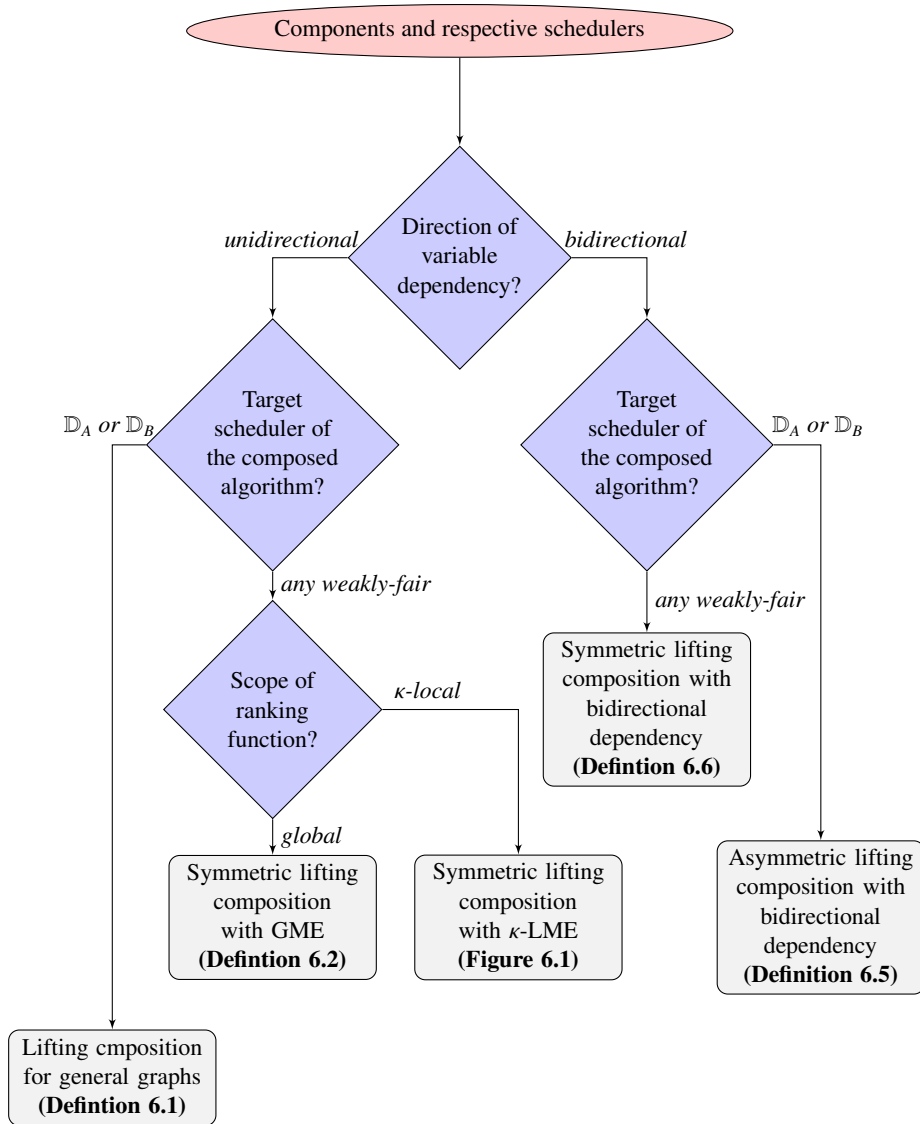 Components and respective schedulers
Direction of
variable
dependency?
unidirectional
bidirectional
Target
scheduler of
the composed
algorithm?
𝔻A or 𝔻B
Target
scheduler of
the composed
algorithm?
𝔻A or 𝔻B
any weakly-fair
any weakly-fair
Scope of
ranking
function?
κ-local
global
Symmetric lifting
composition with
bidirectional
dependency
(Defintion 6.6)
Symmetric lifting
composition
with GME
(Defintion 6.2)
Symmetric lifting
composition
with κ-LME
(Figure 6.1)
Asymmetric lifting
composition with
bidirectional
dependency
(Definition 6.5)
Lifting cmposition
for general graphs
(Defintion 6.1)